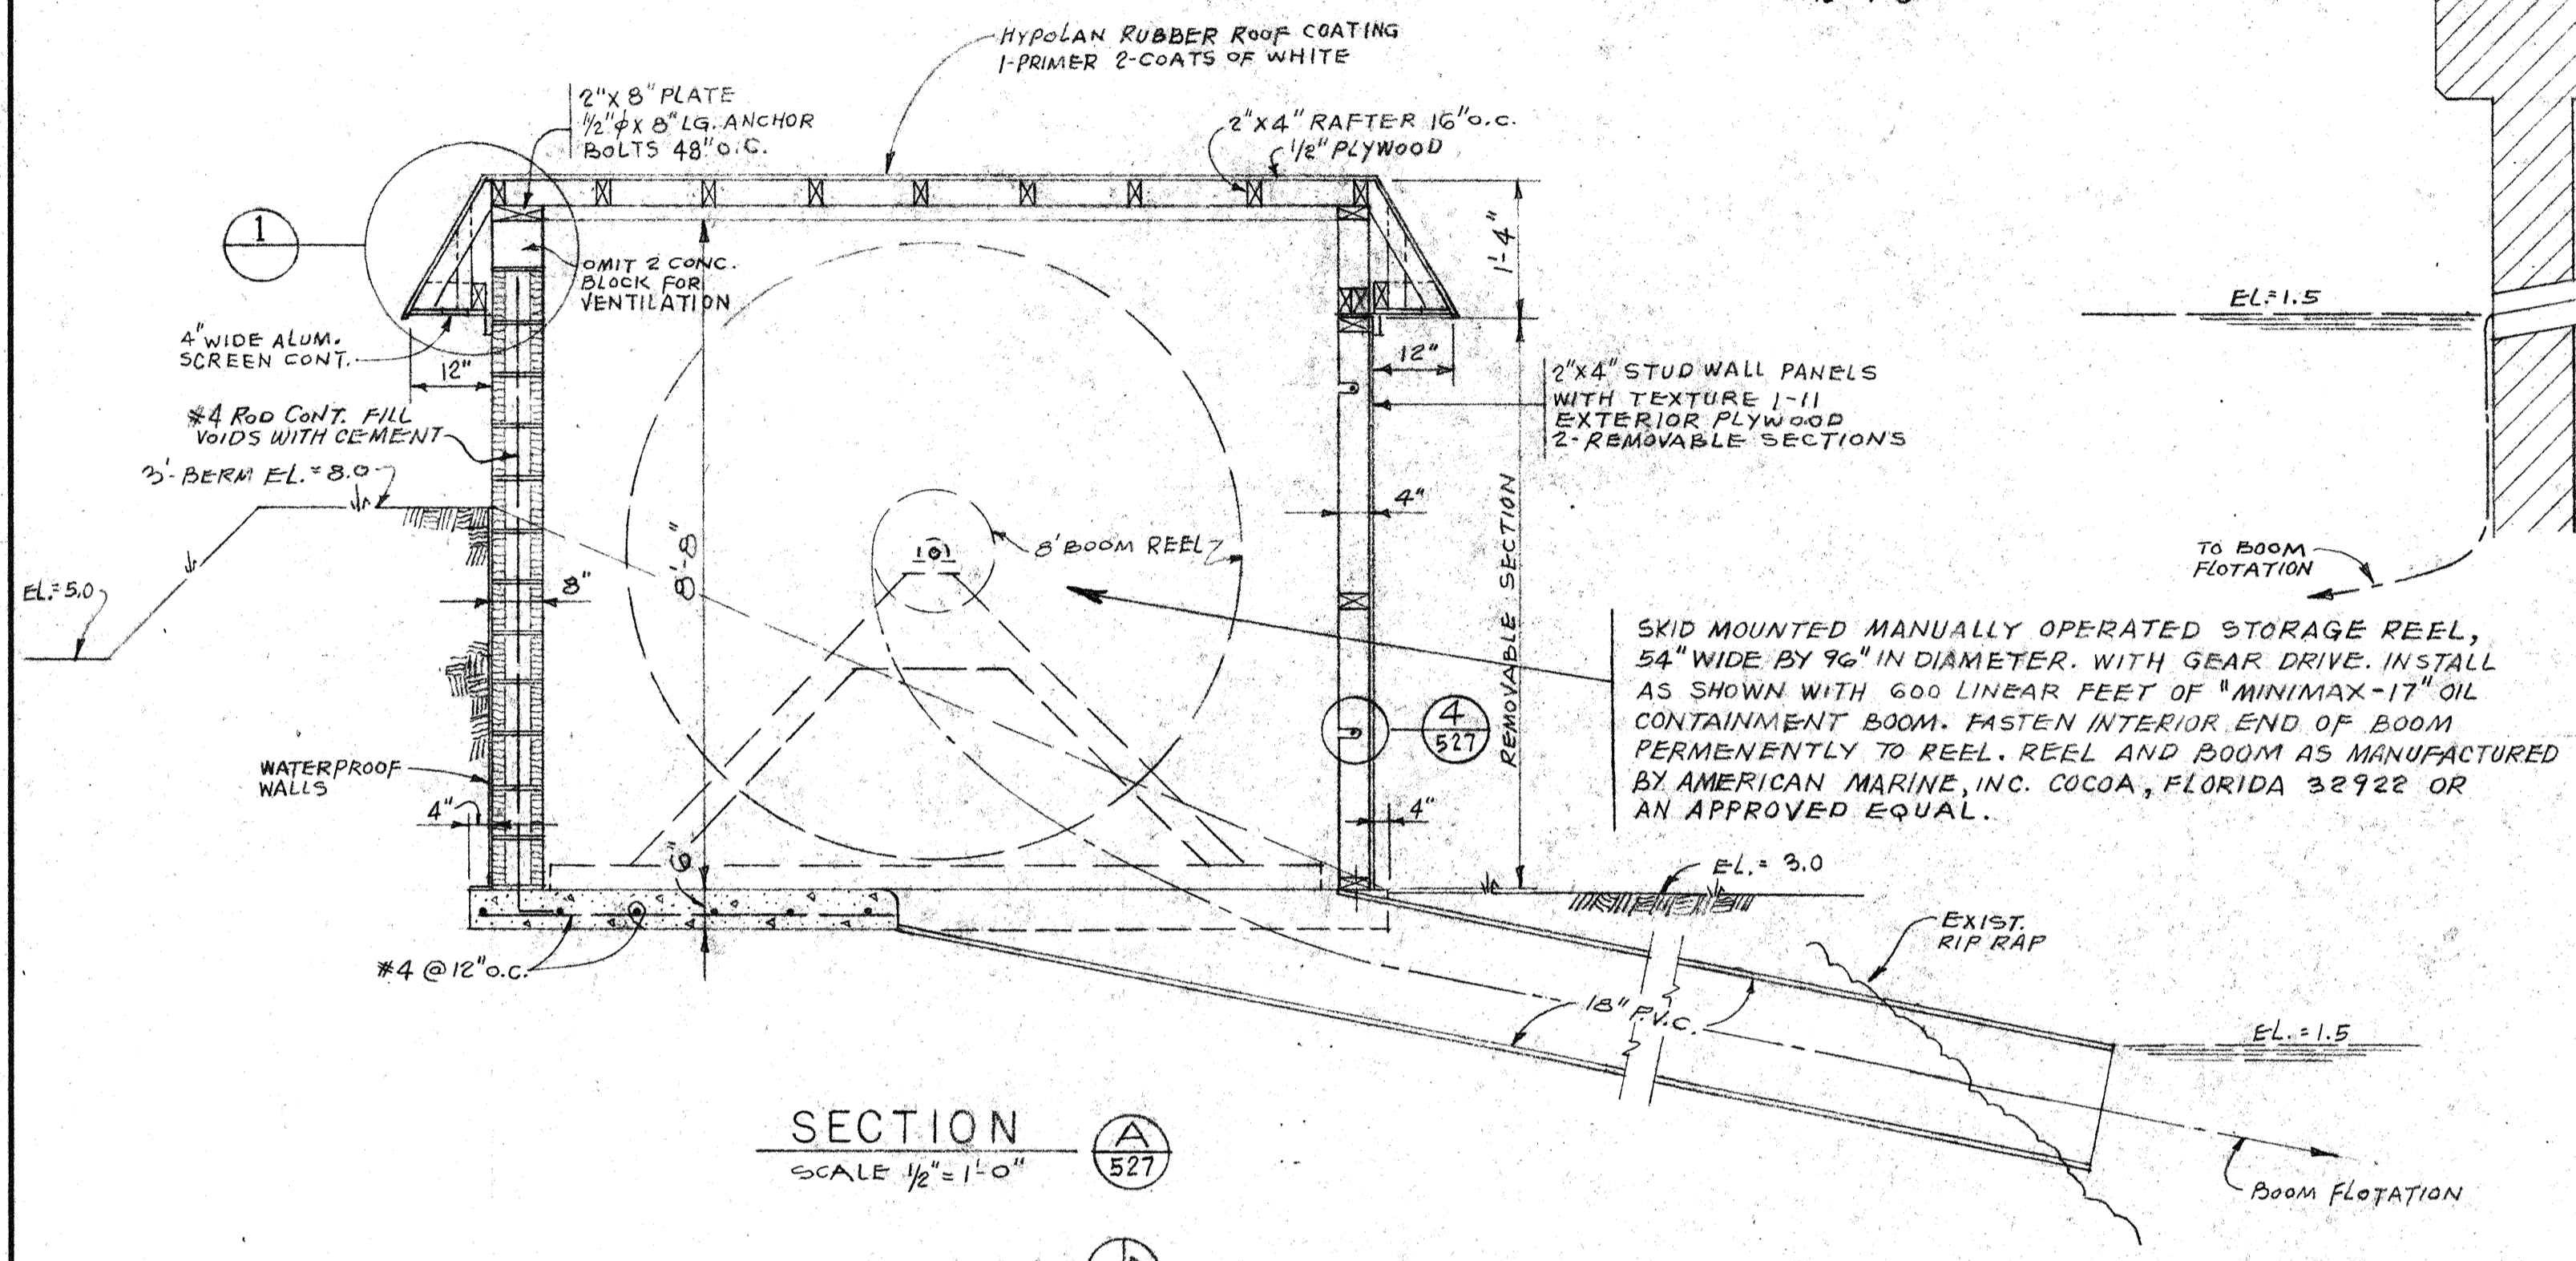 HYPOLAN RUBBER ROOF COATING
1-PRIMER 2-COATS OF WHITE
2"X 8" PLATE
1/2"ϕ X 8" LG. ANCHOR
BOLTS 48" O.C.
2"X4" RAFTER 16" O.C.
1/2" PLYWOOD
1
OMIT 2 CONC.
BLOCK FOR
VENTILATION
1'-4"
EL.=1.5
4" WIDE ALUM.
SCREEN CONT.
12"
12"
2"X4" STUD WALL PANELS
WITH TEXTURE 1-11
EXTERIOR PLYWOOD
2-REMOVABLE SECTIONS
#4 ROD CONT. FILL
VOIDS WITH CEMENT
3'-BERM EL.=8.0
4"
8'-8"
8' BOOM REEL
REMOVABLE SECTION
TO BOOM
FLOTATION
EL.=5.0
8"
SKID MOUNTED MANUALLY OPERATED STORAGE REEL,
54" WIDE BY 96" IN DIAMETER. WITH GEAR DRIVE. INSTALL
AS SHOWN WITH 600 LINEAR FEET OF "MINIMAX-17" OIL
CONTAINMENT BOOM. FASTEN INTERIOR END OF BOOM
PERMENENTLY TO REEL. REEL AND BOOM AS MANUFACTURED
BY AMERICAN MARINE, INC. COCOA, FLORIDA 32922 OR
AN APPROVED EQUAL.
4
527
WATERPROOF
WALLS
4"
4"
6"
EL.= 3.0
EXIST.
RIP RAP
#4 @ 12" O.C.
18" P.V.C.
EL.=1.5
SECTION
SCALE 1/2"=1'-0"
A
527
BOOM FLOTATION